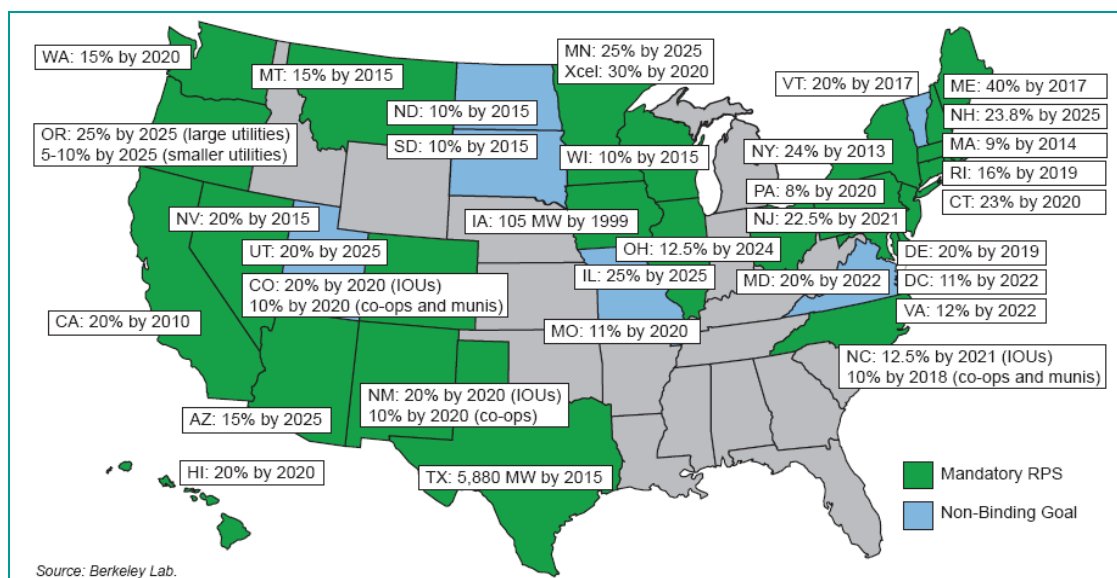 WA: 15% by 2020
MT: 15% by 2015
MN: 25% by 2025
Xcel: 30% by 2020
VT: 20% by 2017
ME: 40% by 2017
ND: 10% by 2015
NH: 23.8% by 2025
OR: 25% by 2025 (large utilities)
5-10% by 2025 (smaller utilities)
SD: 10% by 2015
WI: 10% by 2015
NY: 24% by 2013
MA: 9% by 2014
RI: 16% by 2019
PA: 8% by 2020
CT: 23% by 2020
NV: 20% by 2015
IA: 105 MW by 1999
NJ: 22.5% by 2021
UT: 20% by 2025
OH: 12.5% by 2024
DE: 20% by 2019
CO: 20% by 2020 (IOUs)
10% by 2020 (co-ops and munis)
IL: 25% by 2025
MD: 20% by 2022
DC: 11% by 2022
VA: 12% by 2022
CA: 20% by 2010
MO: 11% by 2020
NC: 12.5% by 2021 (IOUs)
10% by 2018 (co-ops and munis)
AZ: 15% by 2025
NM: 20% by 2020 (IOUs)
10% by 2020 (co-ops)
HI: 20% by 2020
TX: 5,880 MW by 2015
Mandatory RPS
Non-Binding Goal
Source: Berkeley Lab.